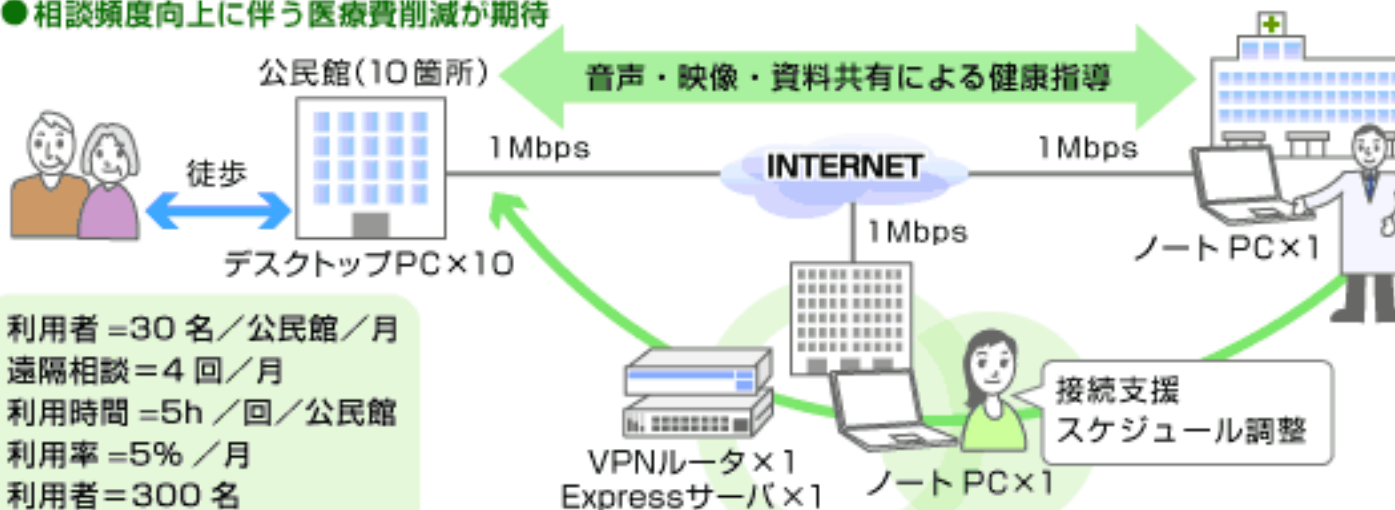 ●相談頻度向上に伴う医療費削減が期待
公民館(10箇所)
音声・映像・資料共有による健康指導
徒歩
1Mbps
INTERNET
1Mbps
1Mbps
デスクトップPC×10
ノートPC×1
利用者=30 名／公民館／月
遠隔相談=4 回／月
利用時間=5h ／回／公民館
利用率=5% ／月
利用者=300 名
接続支援
スケジュール調整
VPNルータ×1
Expressサーバ×1
ノートPC×1